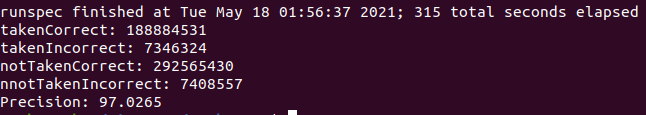 runspec finished at Tue May 18 01:56:37 2021; 315 total seconds elapsed
takenCorrect: 188884531
takenIncorrect: 7346324
notTakenCorrect: 292565430
nnotTakenIncorrect: 7408557
Precision: 97.0265